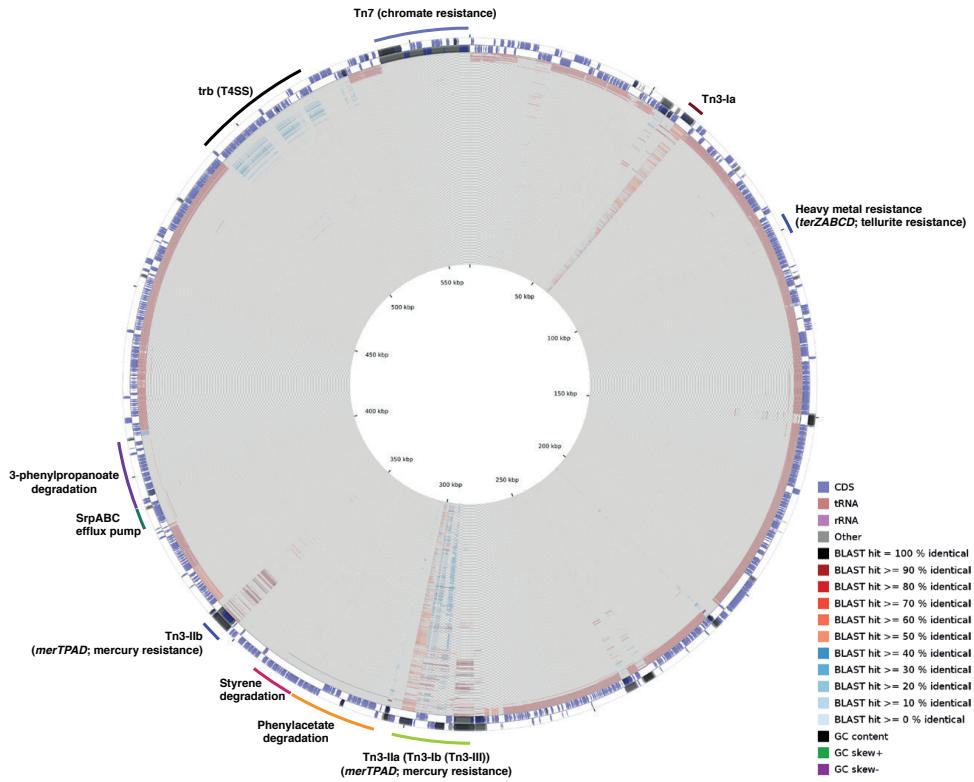 Tn7 (chromate resistance)
trb (T4SS)
Tn3-Ia
Heavy metal resistance
(terZABCD; tellurite resistance)
550 kbp
50 kbp
500 kbp
100 kbp
450 kbp
150 kbp
400 kbp
200 kbp
350 kbp
300 kbp
250 kbp
3-phenylpropanoate
degradation
SrpABC
efflux pump
Tn3-IIb
(merTPAD; mercury resistance)
Styrene
degradation
Phenylacetate
degradation
Tn3-IIa (Tn3-Ib (Tn3-III))
(merTPAD; mercury resistance)
CDS
tRNA
rRNA
Other
BLAST hit = 100 % identical
BLAST hit >= 90 % identical
BLAST hit >= 80 % identical
BLAST hit >= 70 % identical
BLAST hit >= 60 % identical
BLAST hit >= 50 % identical
BLAST hit >= 40 % identical
BLAST hit >= 30 % identical
BLAST hit >= 20 % identical
BLAST hit >= 10 % identical
BLAST hit >= 0 % identical
GC content
GC skew+
GC skew-